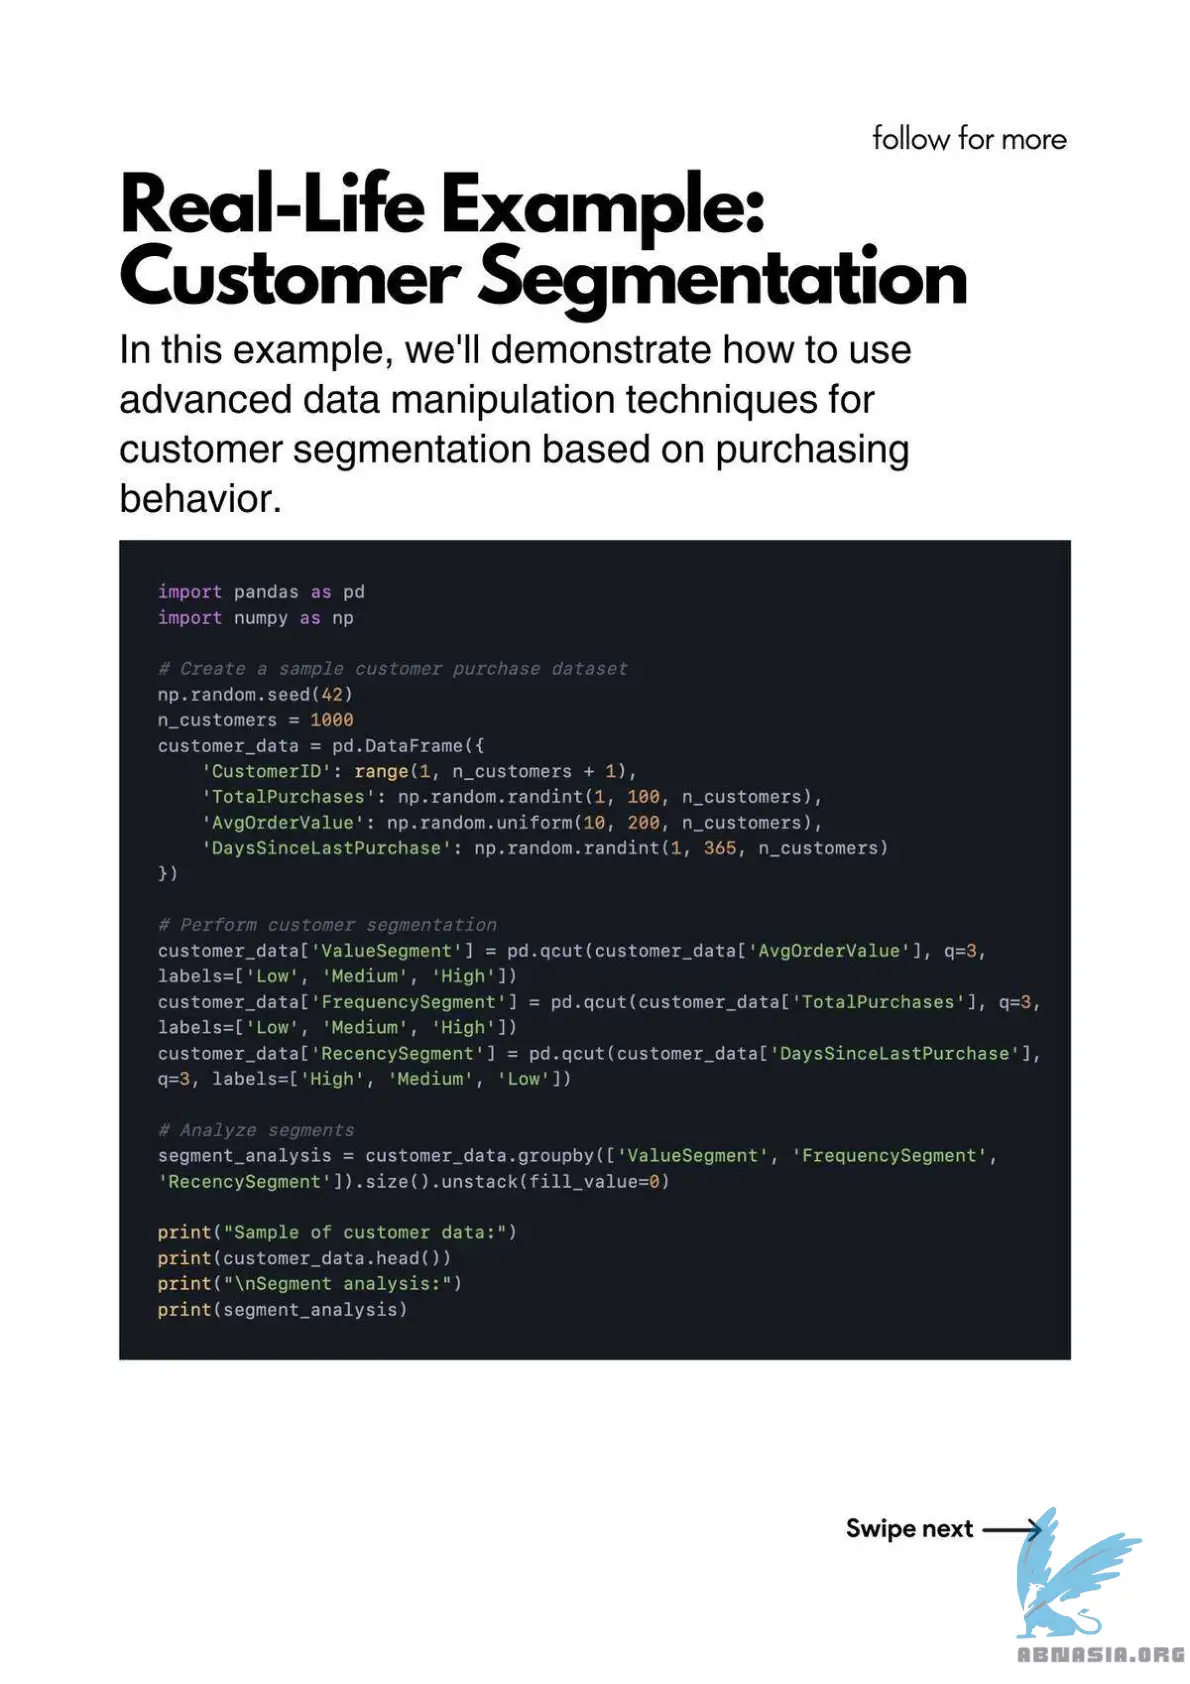 follow for more
Real-Life Example:
Customer Segmentation
In this example, we'll demonstrate how to use
advanced data manipulation techniques for
customer segmentation based on purchasing
behavior.
import pandas as pd
import numpy as np
# Create a sample customer purchase dataset
np.random.seed(42)
n_customers = 1000
customer_data = pd.DataFrame({
    'CustomerID': range(1, n_customers + 1),
    'TotalPurchases': np.random.randint(1, 100, n_customers),
    'AvgOrderValue': np.random.uniform(10, 200, n_customers),
    'DaysSinceLastPurchase': np.random.randint(1, 365, n_customers)
})
# Perform customer segmentation
customer_data['ValueSegment'] = pd.qcut(customer_data['AvgOrderValue'], q=3,
labels=['Low', 'Medium', 'High'])
customer_data['FrequencySegment'] = pd.qcut(customer_data['TotalPurchases'], q=3,
labels=['Low', 'Medium', 'High'])
customer_data['RecencySegment'] = pd.qcut(customer_data['DaysSinceLastPurchase'],
q=3, labels=['High', 'Medium', 'Low'])
# Analyze segments
segment_analysis = customer_data.groupby(['ValueSegment', 'FrequencySegment',
'RecencySegment']).size().unstack(fill_value=0)
print("Sample of customer data:")
print(customer_data.head())
print("\nSegment analysis:")
print(segment_analysis)
Swipe next
ABNASIA.ORG